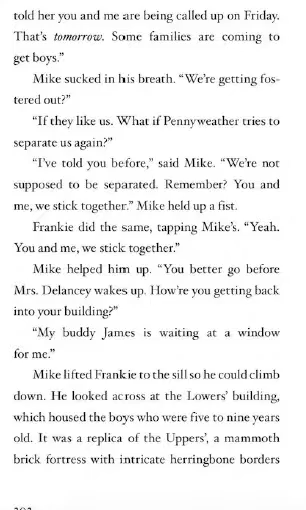 told her you and me are being called up on Friday.
That's tomorrow. Some families are coming to
get boys."
Mike sucked in his breath. "We're getting fos-
tered out?"
"If they like us. What if Pennyweather tries to
separate us again?"
"I've told you before," said Mike. "We're not
supposed to be separated. Remember? You and
me, we stick together." Mike held up a fist.
Frankie did the same, tapping Mike's. "Yeah.
You and me, we stick together."
Mike helped him up. "You better go before
Mrs. Delancey wakes up. How're you getting back
into your building?"
"My buddy James is waiting at a window
for me."
Mike lifted Frankie to the sill so he could climb
down. He looked across at the Lowers' building,
which housed the boys who were five to nine years
old. It was a replica of the Uppers', a mammoth
brick fortress with intricate herringbone borders